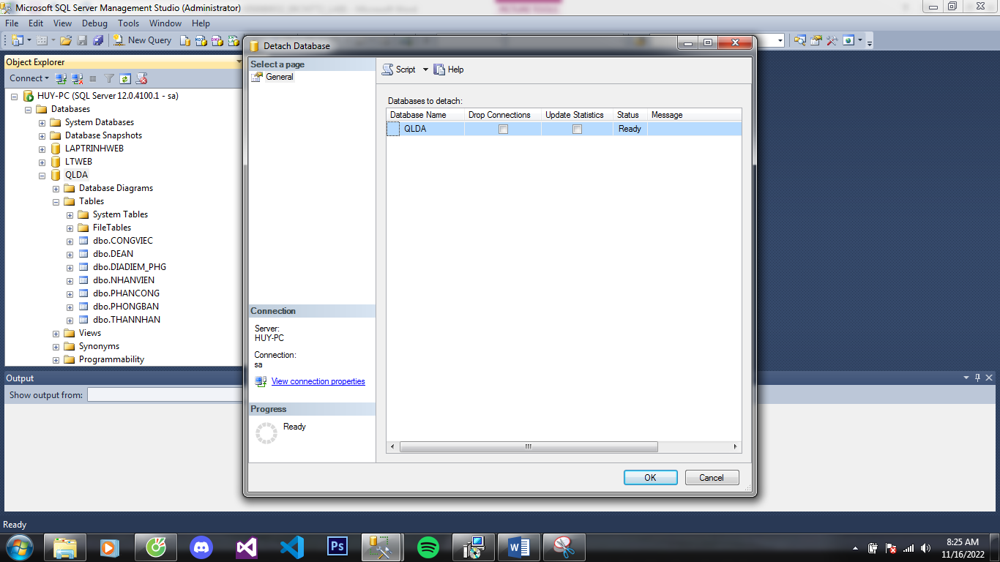 Microsoft SQL Server Management Studio (Administrator)
File Edit View Debug Tools Window Help
New Query
Object Explorer
Connect
HUY-PC (SQL Server 12.0.4100.1 - sa)
Databases
System Databases
Database Snapshots
LAPTRINHWEB
LTWEB
QLDA
Database Diagrams
Tables
System Tables
FileTables
dbo.CONGVIEC
dbo.DEAN
dbo.DIADIEM_PHG
dbo.NHANVIEN
dbo.PHANCONG
dbo.PHONGBAN
dbo.THANNHAN
Views
Synonyms
Programmability
Detach Database
Select a page
General
Script Help
Databases to detach:
Database Name Drop Connections Update Statistics Status Message
QLDA Ready
Connection
Server:
HUY-PC
Connection:
sa
View connection properties
Progress
Ready
OK Cancel
Output
Show output from:
Ready
Ps
8:25 AM
11/16/2022